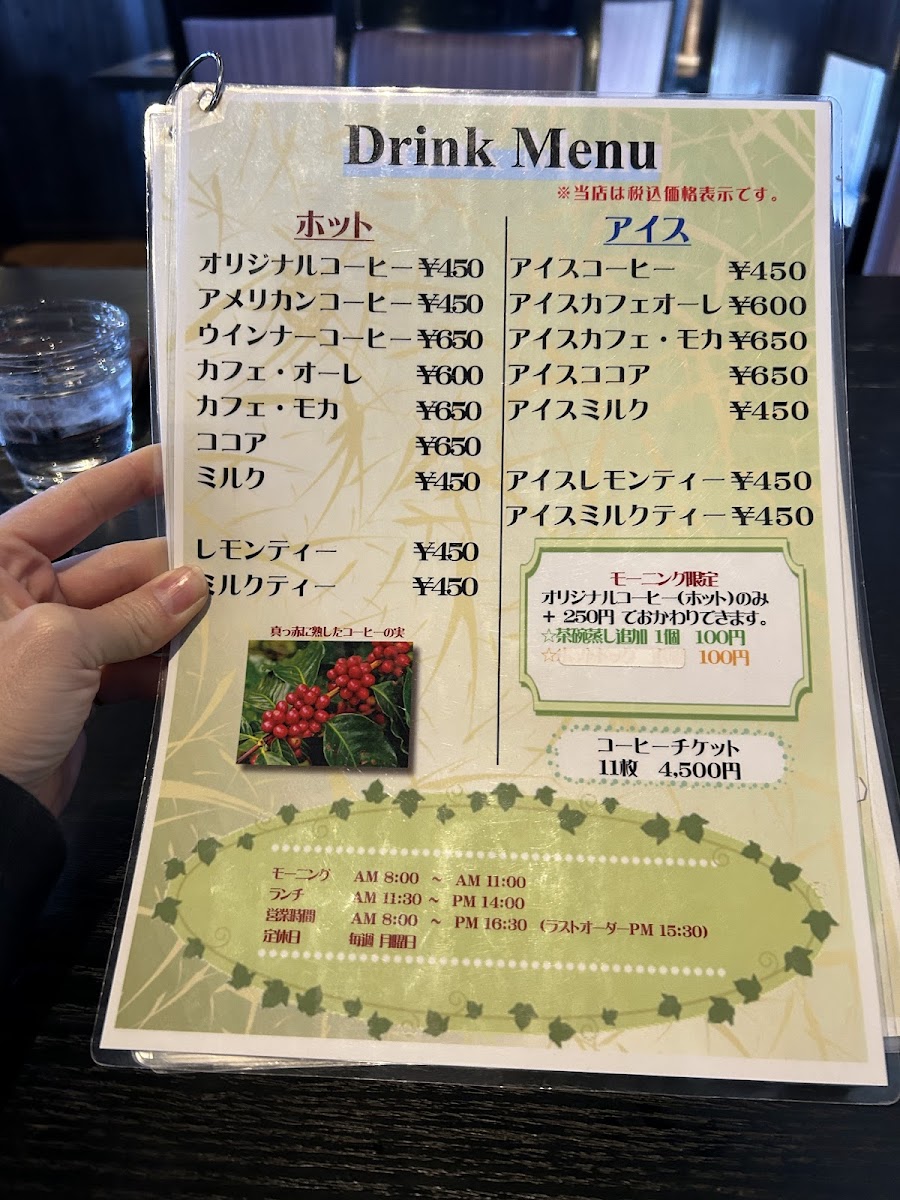 Drink Menu
※当店は税込価格表示です。
ホット
オリジナルコーヒー ¥450
アメリカンコーヒー ¥450
ウインナーコーヒー ¥650
カフェ・オーレ ¥600
カフェ・モカ ¥650
ココア ¥650
ミルク ¥450
レモンティー ¥450
ミルクティー ¥450
真っ赤に熟したコーヒーの実
アイス
アイスコーヒー ¥450
アイスカフェオーレ ¥600
アイスカフェ・モカ ¥650
アイスココア ¥650
アイスミルク ¥450
アイスレモンティー ¥450
アイスミルクティー ¥450
モーニング限定
オリジナルコーヒー(ホット)のみ
+ 250円 でおかわりできます。
☆茶碗蒸し追加 1個 100円
☆ 100円
コーヒーチケット
11枚 4,500円
モーニング AM 8:00 ~ AM 11:00
ランチ AM 11:30 ~ PM 14:00
営業時間 AM 8:00 ~ PM 16:30 (ラストオーダーPM 15:30)
定休日 毎週 月曜日